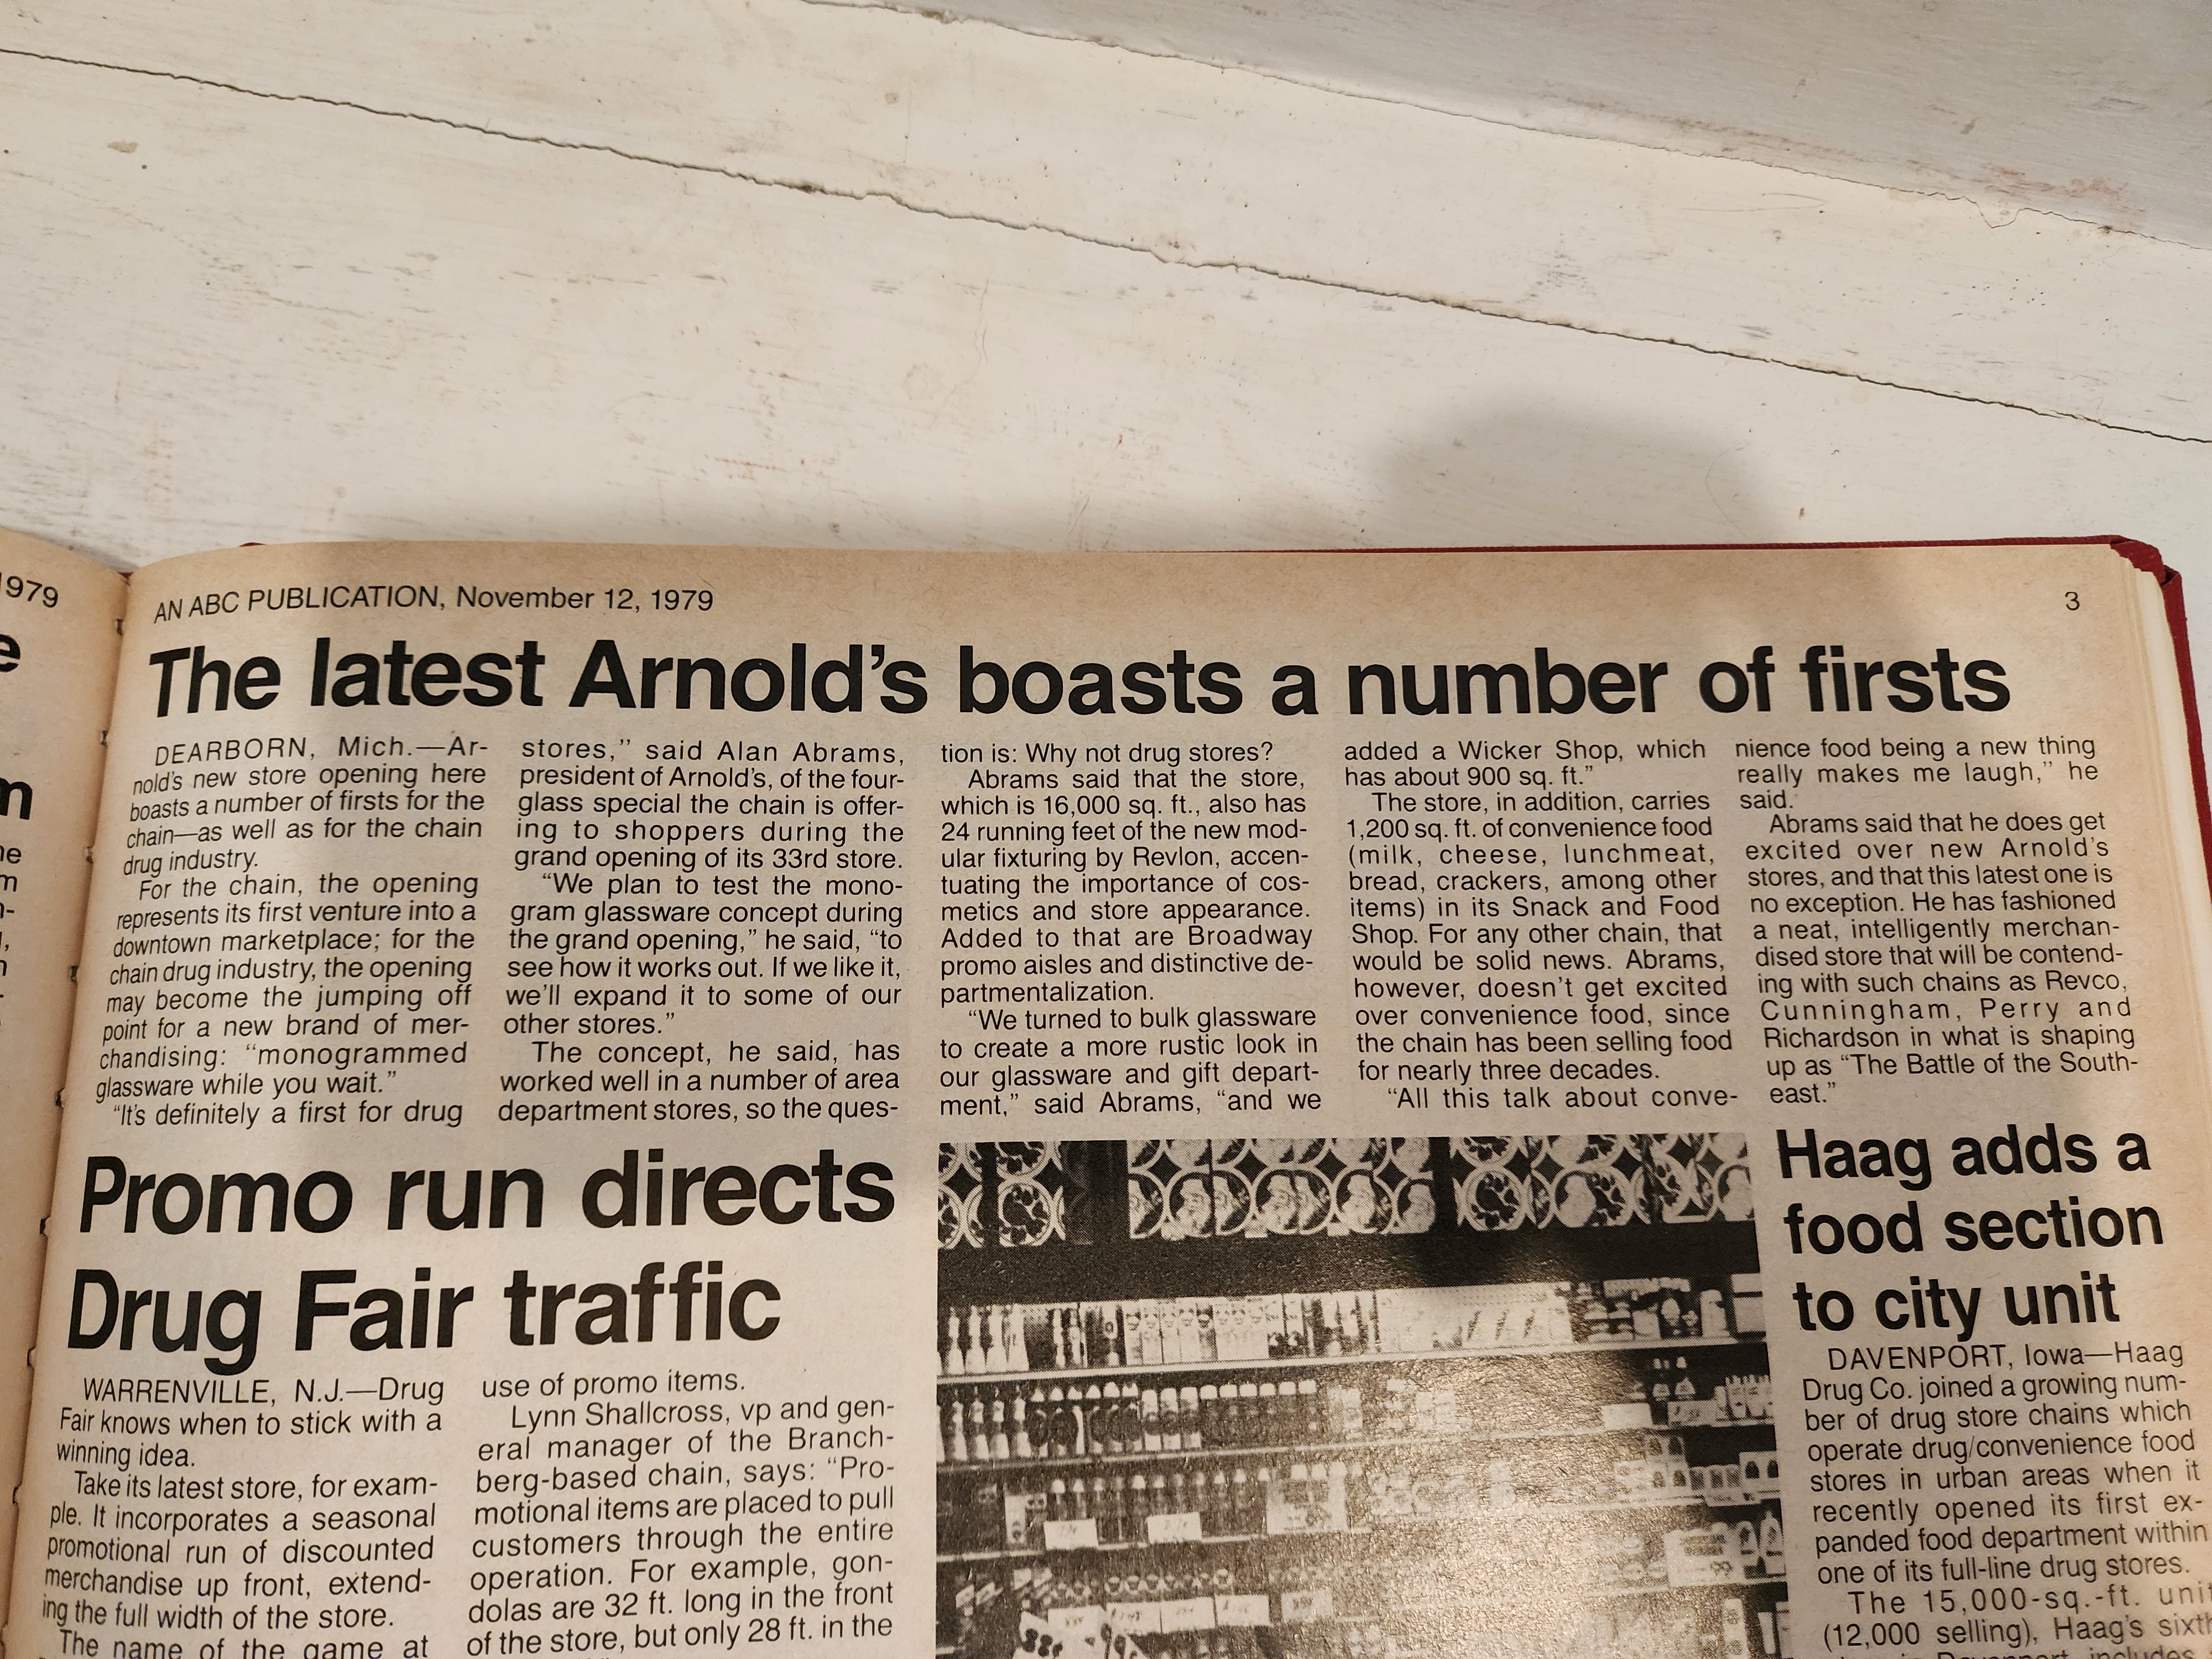 1979
e
m
AN ABC PUBLICATION, November 12, 1979
3
The latest Arnold's boasts a number of firsts
DEARBORN, Mich.—Ar-
nold's new store opening here
boasts a number of firsts for the
chain—as well as for the chain
drug industry.
For the chain, the opening
represents its first venture into a
downtown marketplace; for the
chain drug industry, the opening
may become the jumping off
point for a new brand of mer-
chandising: "monogrammed
glassware while you wait."
"It's definitely a first for drug
stores," said Alan Abrams,
president of Arnold's, of the four-
glass special the chain is offer-
ing to shoppers during the
grand opening of its 33rd store.
"We plan to test the mono-
gram glassware concept during
the grand opening," he said, "to
see how it works out. If we like it,
we'll expand it to some of our
other stores."
The concept, he said, has
worked well in a number of area
department stores, so the ques-
tion is: Why not drug stores?
Abrams said that the store,
which is 16,000 sq. ft., also has
24 running feet of the new mod-
ular fixturing by Revlon, accen-
tuating the importance of cos-
metics and store appearance.
Added to that are Broadway
promo aisles and distinctive de-
partmentalization.
"We turned to bulk glassware
to create a more rustic look in
our glassware and gift depart-
ment," said Abrams, "and we
added a Wicker Shop, which
has about 900 sq. ft."
The store, in addition, carries
1,200 sq. ft. of convenience food
(milk, cheese, lunchmeat,
bread, crackers, among other
items) in its Snack and Food
Shop. For any other chain, that
would be solid news. Abrams,
however, doesn't get excited
over convenience food, since
the chain has been selling food
for nearly three decades.
"All this talk about conve-
nience food being a new thing
really makes me laugh," he
said.
Abrams said that he does get
excited over new Arnold's
stores, and that this latest one is
no exception. He has fashioned
a neat, intelligently merchan-
dised store that will be contend-
ing with such chains as Revco,
Cunningham, Perry and
Richardson in what is shaping
up as "The Battle of the South-
east."
Promo run directs
Drug Fair traffic
WARRENVILLE, N.J.—Drug
Fair knows when to stick with a
winning idea.
Take its latest store, for exam-
ple. It incorporates a seasonal
promotional run of discounted
merchandise up front, extend-
ing the full width of the store.
The name of the game at
use of promo items.
Lynn Shallcross, vp and gen-
eral manager of the Branch-
berg-based chain, says: "Pro-
motional items are placed to pull
customers through the entire
operation. For example, gon-
dolas are 32 ft. long in the front
of the store, but only 28 ft. in the
Haag adds a
food section
to city unit
DAVENPORT, Iowa—Haag
Drug Co. joined a growing num-
ber of drug store chains which
operate drug/convenience food
stores in urban areas when it
recently opened its first ex-
panded food department within
one of its full-line drug stores.
The 15,000-sq.-ft. unit
(12,000 selling), Haag's sixth
Davenport, includes